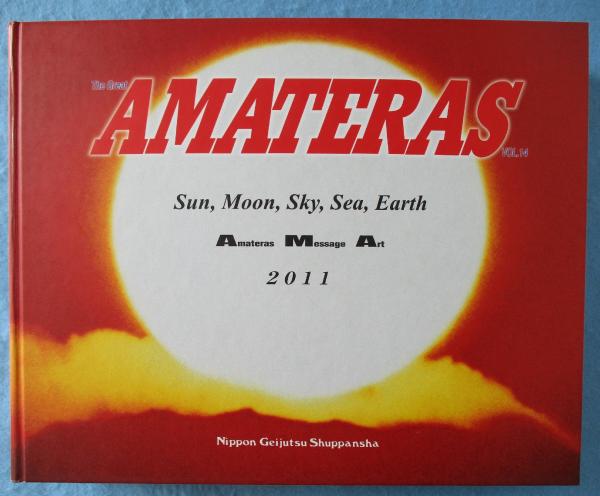 The Great
AMATERAS
VOL.14
Sun, Moon, Sky, Sea, Earth
Amateras Message Art
2011
Nippon Geijutsu Shuppansha